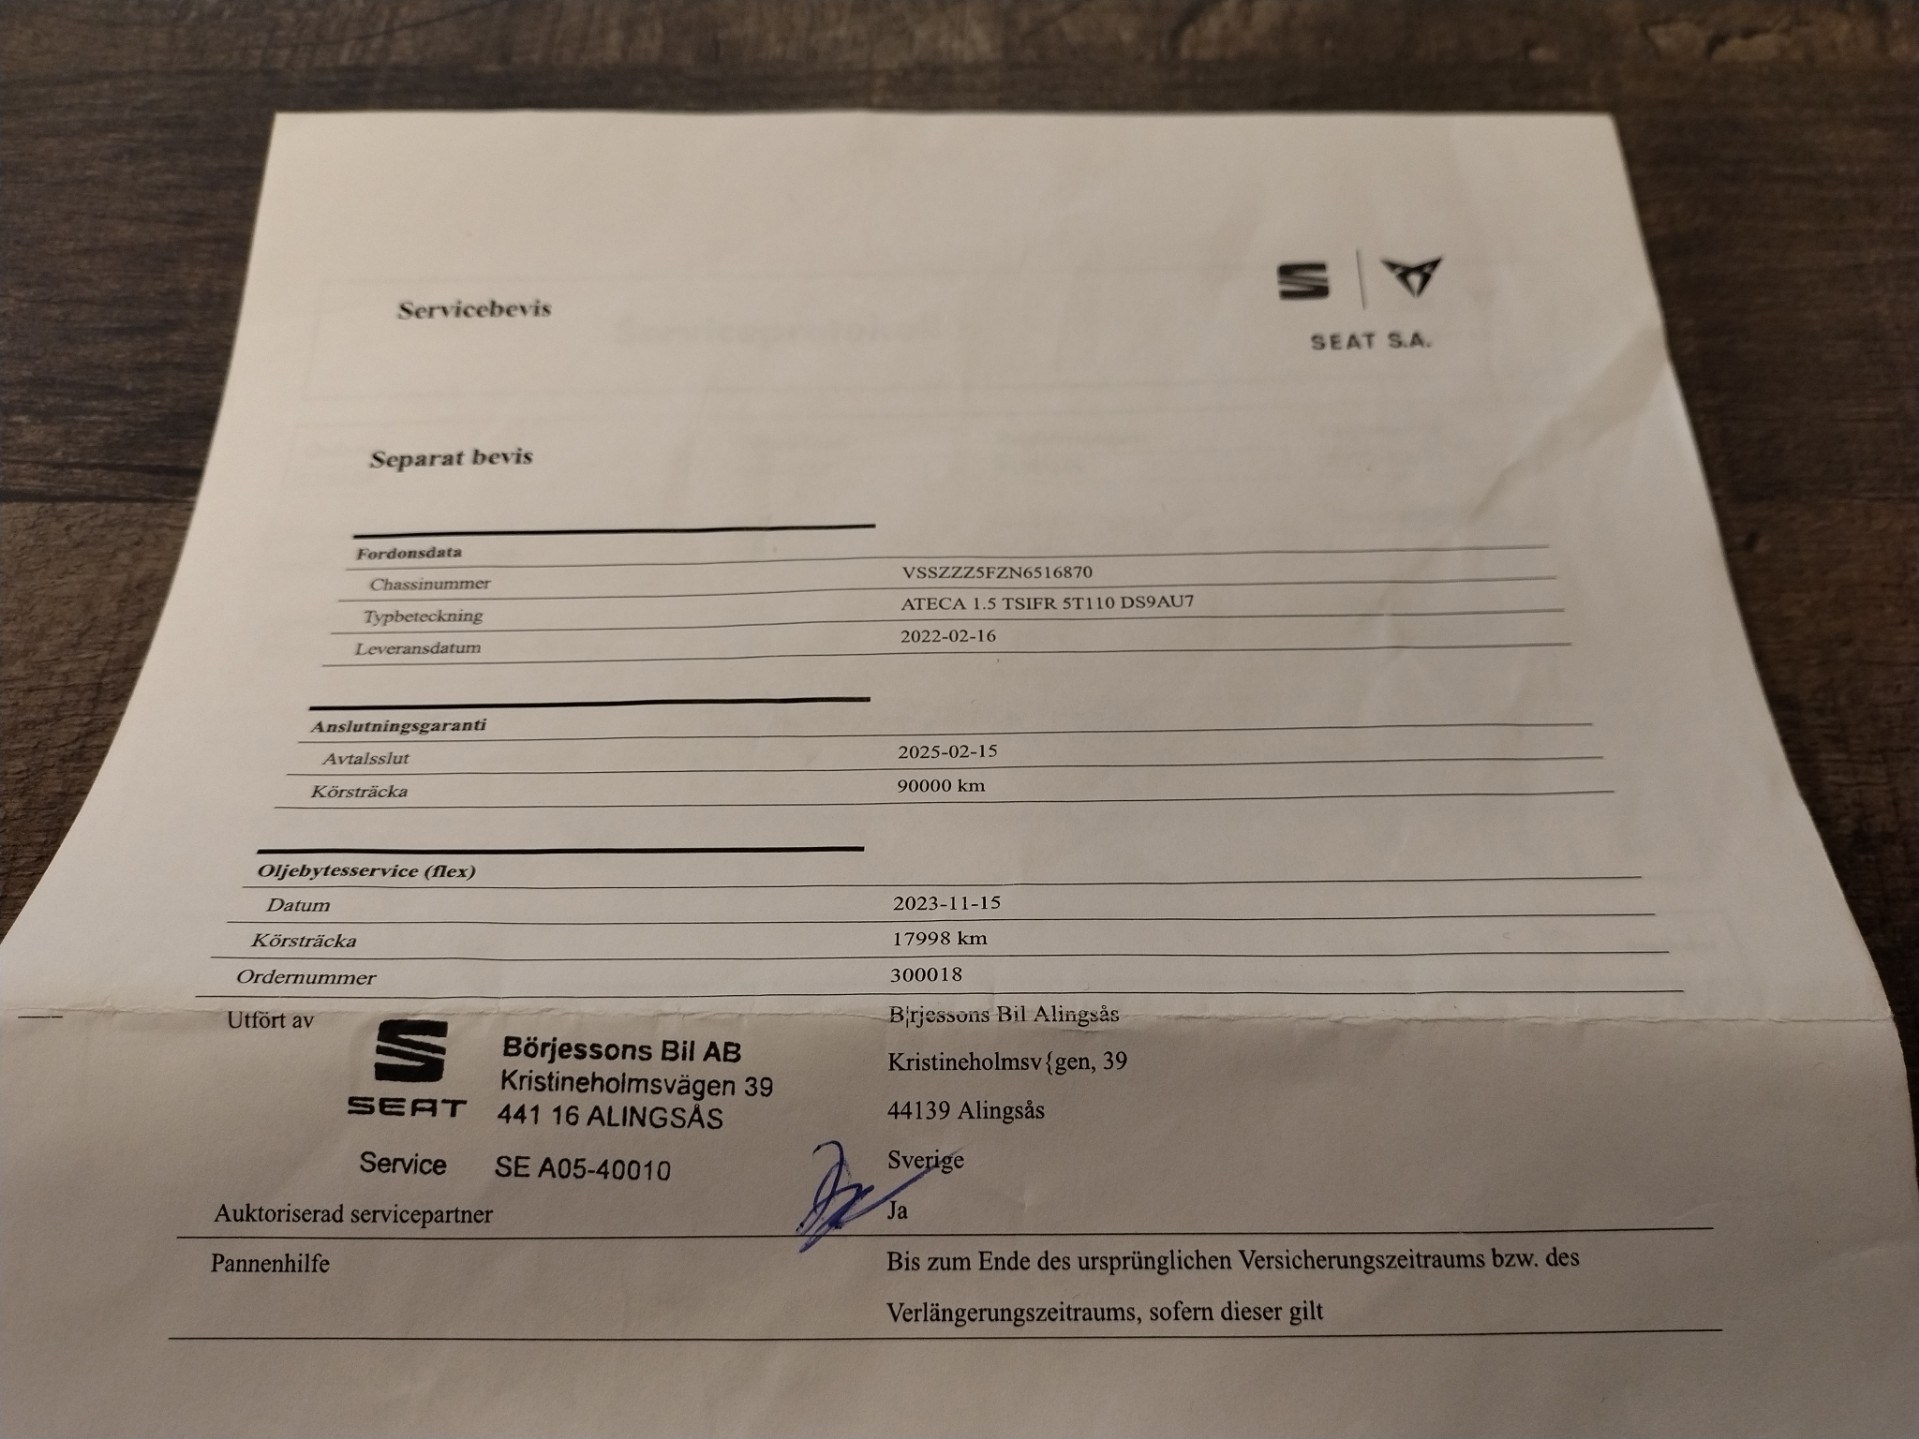 Servicebevis
SEAT S.A.
Separat bevis
Fordonsdata
Chassinummer VSSZZZ5FZN6516870
Typbeteckning ATECA 1.5 TSIFR 5T110 DS9AU7
Leveransdatum 2022-02-16
Anslutningsgaranti
Avtalsslut 2025-02-15
Körsträcka 90000 km
Oljebytesservice (flex)
Datum 2023-11-15
Körsträcka 17998 km
Ordernummer 300018
Utfört av B¦rjessons Bil Alingsås
Kristineholmsv{gen, 39
44139 Alingsås
Sverige
SEAT
Börjessons Bil AB
Kristineholmsvägen 39
441 16 ALINGSÅS
Service SE A05-40010
Auktoriserad servicepartner Ja
Pannenhilfe Bis zum Ende des ursprünglichen Versicherungszeitraums bzw. des
Verlängerungszeitraums, sofern dieser gilt